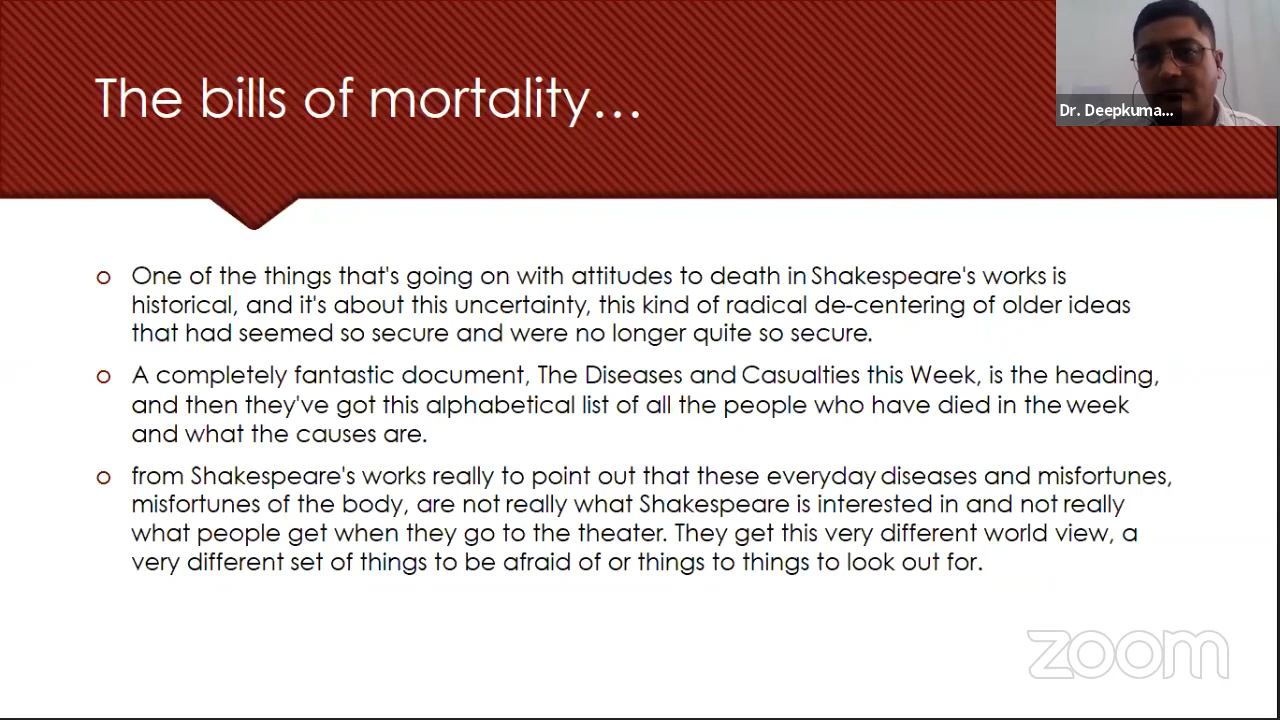 The bills of mortality...
Dr. Deepkuma...
o One of the things that's going on with attitudes to death in Shakespeare's works is
historical, and it's about this uncertainty, this kind of radical de-centering of older ideas
that had seemed so secure and were no longer quite so secure.
o A completely fantastic document, The Diseases and Casualties this Week, is the heading,
and then they've got this alphabetical list of all the people who have died in the week
and what the causes are.
o from Shakespeare's works really to point out that these everyday diseases and misfortunes,
misfortunes of the body, are not really what Shakespeare is interested in and not really
what people get when they go to the theater. They get this very different world view, a
very different set of things to be afraid of or things to things to look out for.
zoom